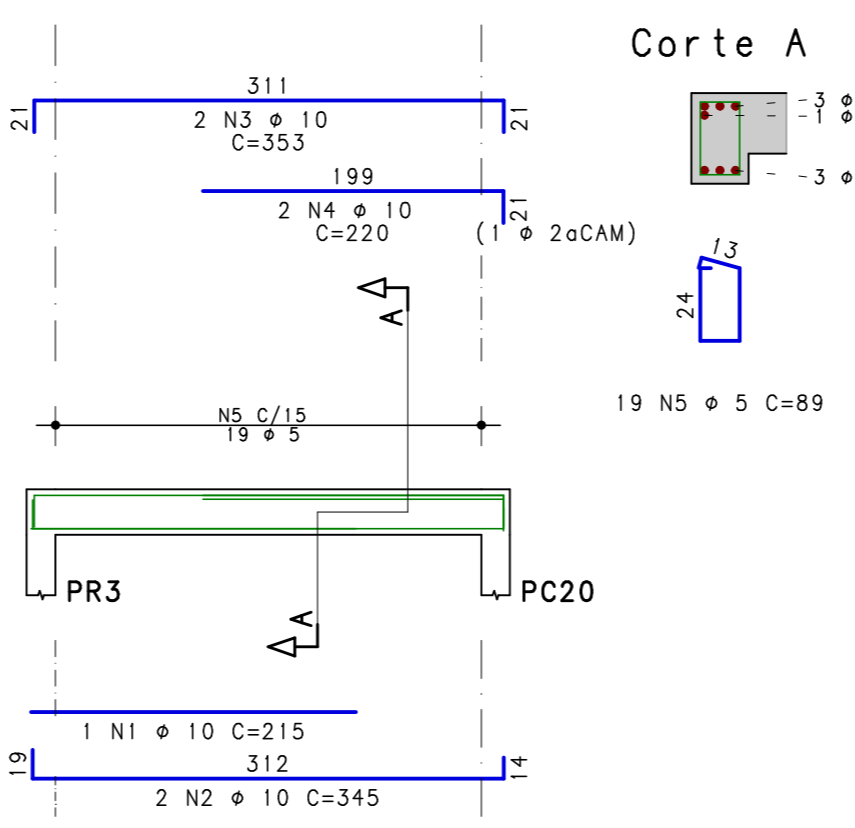 Corte A
311
21
21
2 N3 φ 10
C=353
-3 φ
-1 φ
-3 φ
199
21
2 N4 φ 10
C=220
(1 φ 2aCAM)
13
24
A
19 N5 φ 5 C=89
N5 C/15
19 φ 5
PR3
PC20
A
1 N1 φ 10 C=215
19
312
14
2 N2 φ 10 C=345